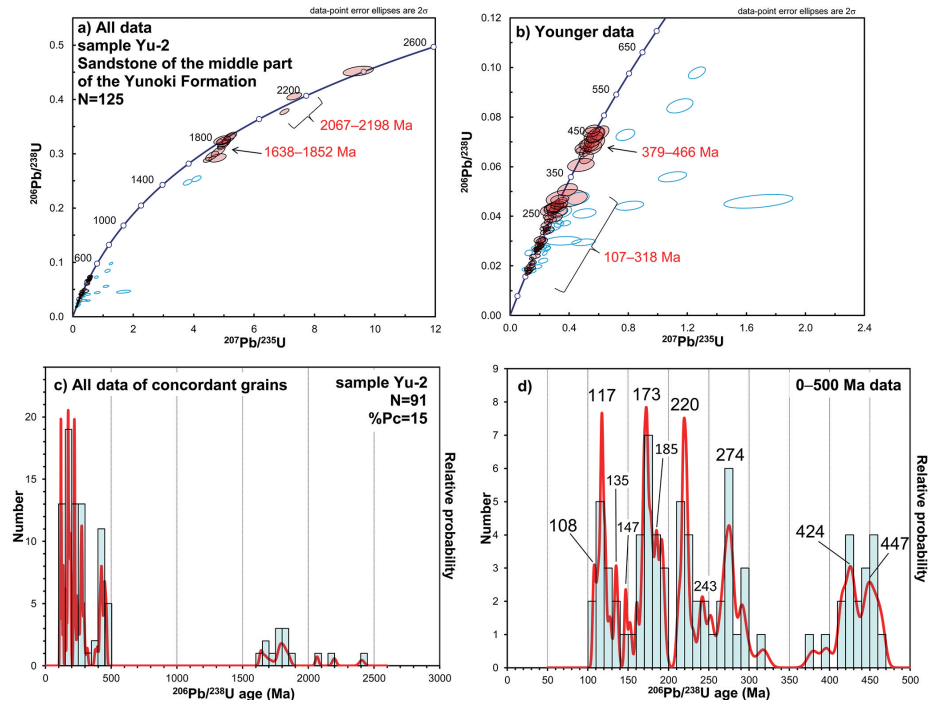 data-point error ellipses are 2σ
a) All data
sample Yu-2
Sandstone of the middle part
of the Yunoki Formation
N=125
2600
2200
1800
1400
1000
600
2067–2198 Ma
1638–1852 Ma
0.5
0.4
0.3
0.2
0.1
0.0
0 2 4 6 8 10 12
206Pb/238U
207Pb/235U
data-point error ellipses are 2σ
b) Younger data
650
550
450
350
250
379–466 Ma
107–318 Ma
0.12
0.10
0.08
0.06
0.04
0.02
0.00
0.0 0.4 0.8 1.2 1.6 2.0 2.4
206Pb/238U
207Pb/235U
c) All data of concordant grains
sample Yu-2
N=91
%Pc=15
20
15
10
5
0
0 500 1000 1500 2000 2500 3000
Number
Relative probability
206Pb/238U age (Ma)
d)
0–500 Ma data
117
173
220
185
274
135
147
108
243
424
447
9
8
7
6
5
4
3
2
1
0
0 50 100 150 200 250 300 350 400 450 500
Number
Relative probability
206Pb/238U age (Ma)